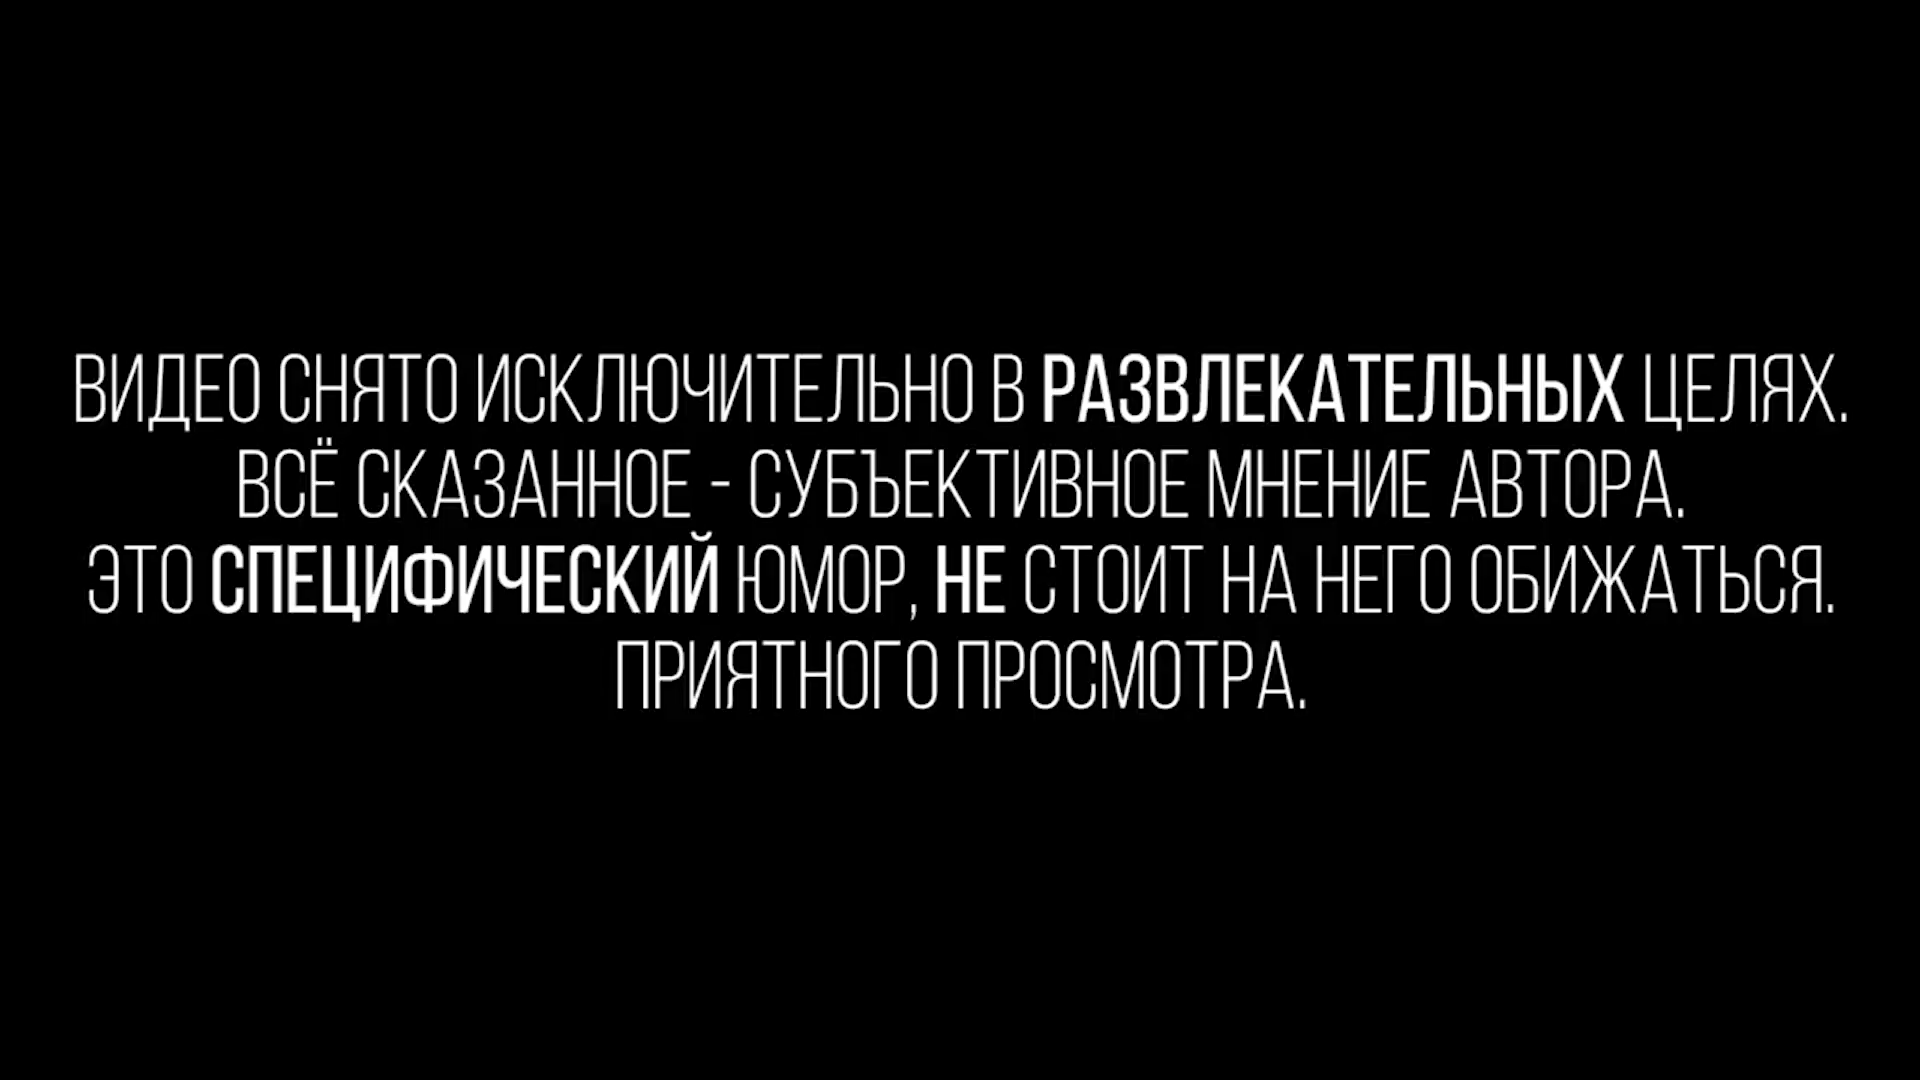 ВИДЕО СНЯТО ИСКЛЮЧИТЕЛЬНО В РАЗВЛЕКАТЕЛЬНЫХ ЦЕЛЯХ.
ВСЁ СКАЗАННОЕ - СУБЪЕКТИВНОЕ МНЕНИЕ АВТОРА.
ЭТО СПЕЦИФИЧЕСКИЙ ЮМОР, НЕ СТОИТ НА НЕГО ОБИЖАТЬСЯ.
ПРИЯТНОГО ПРОСМОТРА.